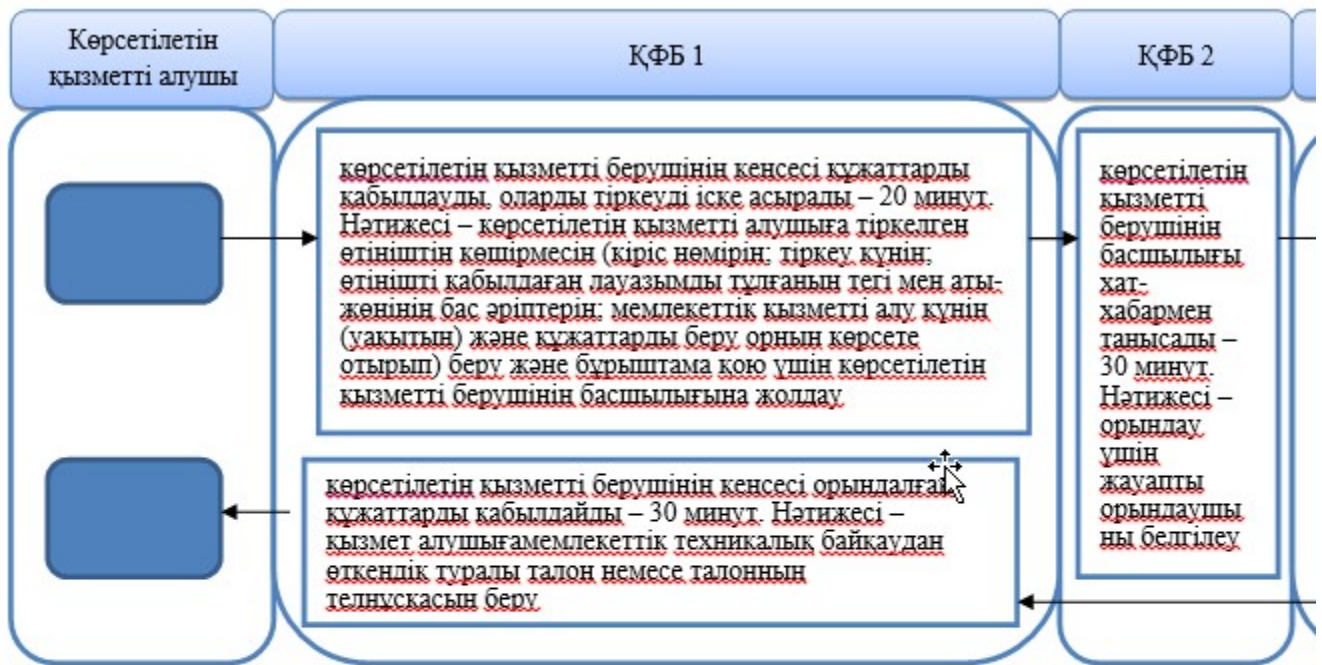 Көрсетілетін
қызметті алушы
ҚФБ 1
ҚФБ 2
көрсетілетін қызметті берушінің кеңсесі құжаттарды
қабылдауды, оларды тіркеуді іске асырады – 20 минут.
Нәтижесі – көрсетілетін қызметті алушыға тіркелген
өтініштің көшірмесін (кіріс нөмірін; тіркеу күнін;
өтінішті қабылдаған лауазымды тұлғаның тегі мен аты-
жөнінің бас әріптерін; мемлекеттік қызметті алу күнін
(уақытын) және құжаттарды беру орнын көрсете
отырып) беру және бұрыштама қою үшін көрсетілетін
қызметті берушінің басшылығына жолдау
көрсетілетін
қызметті
берушінің
басшылығы
хат-
хабармен
танысады –
30 минут.
Нәтижесі –
орындау
үшін
жауапты
орындаушы
ны белгілеу
көрсетілетін қызметті берушінің кеңсесі орындалған
құжаттарды қабылдайды – 30 минут. Нәтижесі –
қызмет алушығамемлекеттік техникалық байқаудан
өткендік туралы талон немесе талонның
телнұсқасын беру